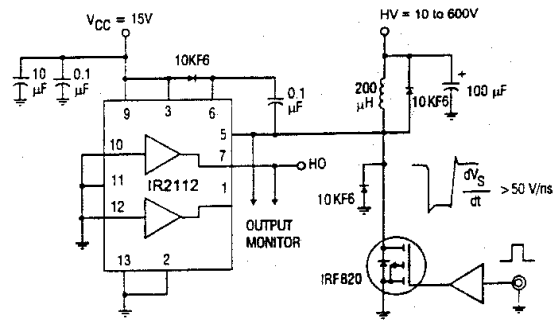 VCC = 15V
HV = 10 to 600V
10 µF
0.1 µF
10KF6
0.1 µF
200 µH
10KF6
+
100 µF
9
3
6
5
10
7
HO
11
IR2112
1
12
OUTPUT MONITOR
13
2
10KF6
dVS
dt
> 50 V/ns
IRF820